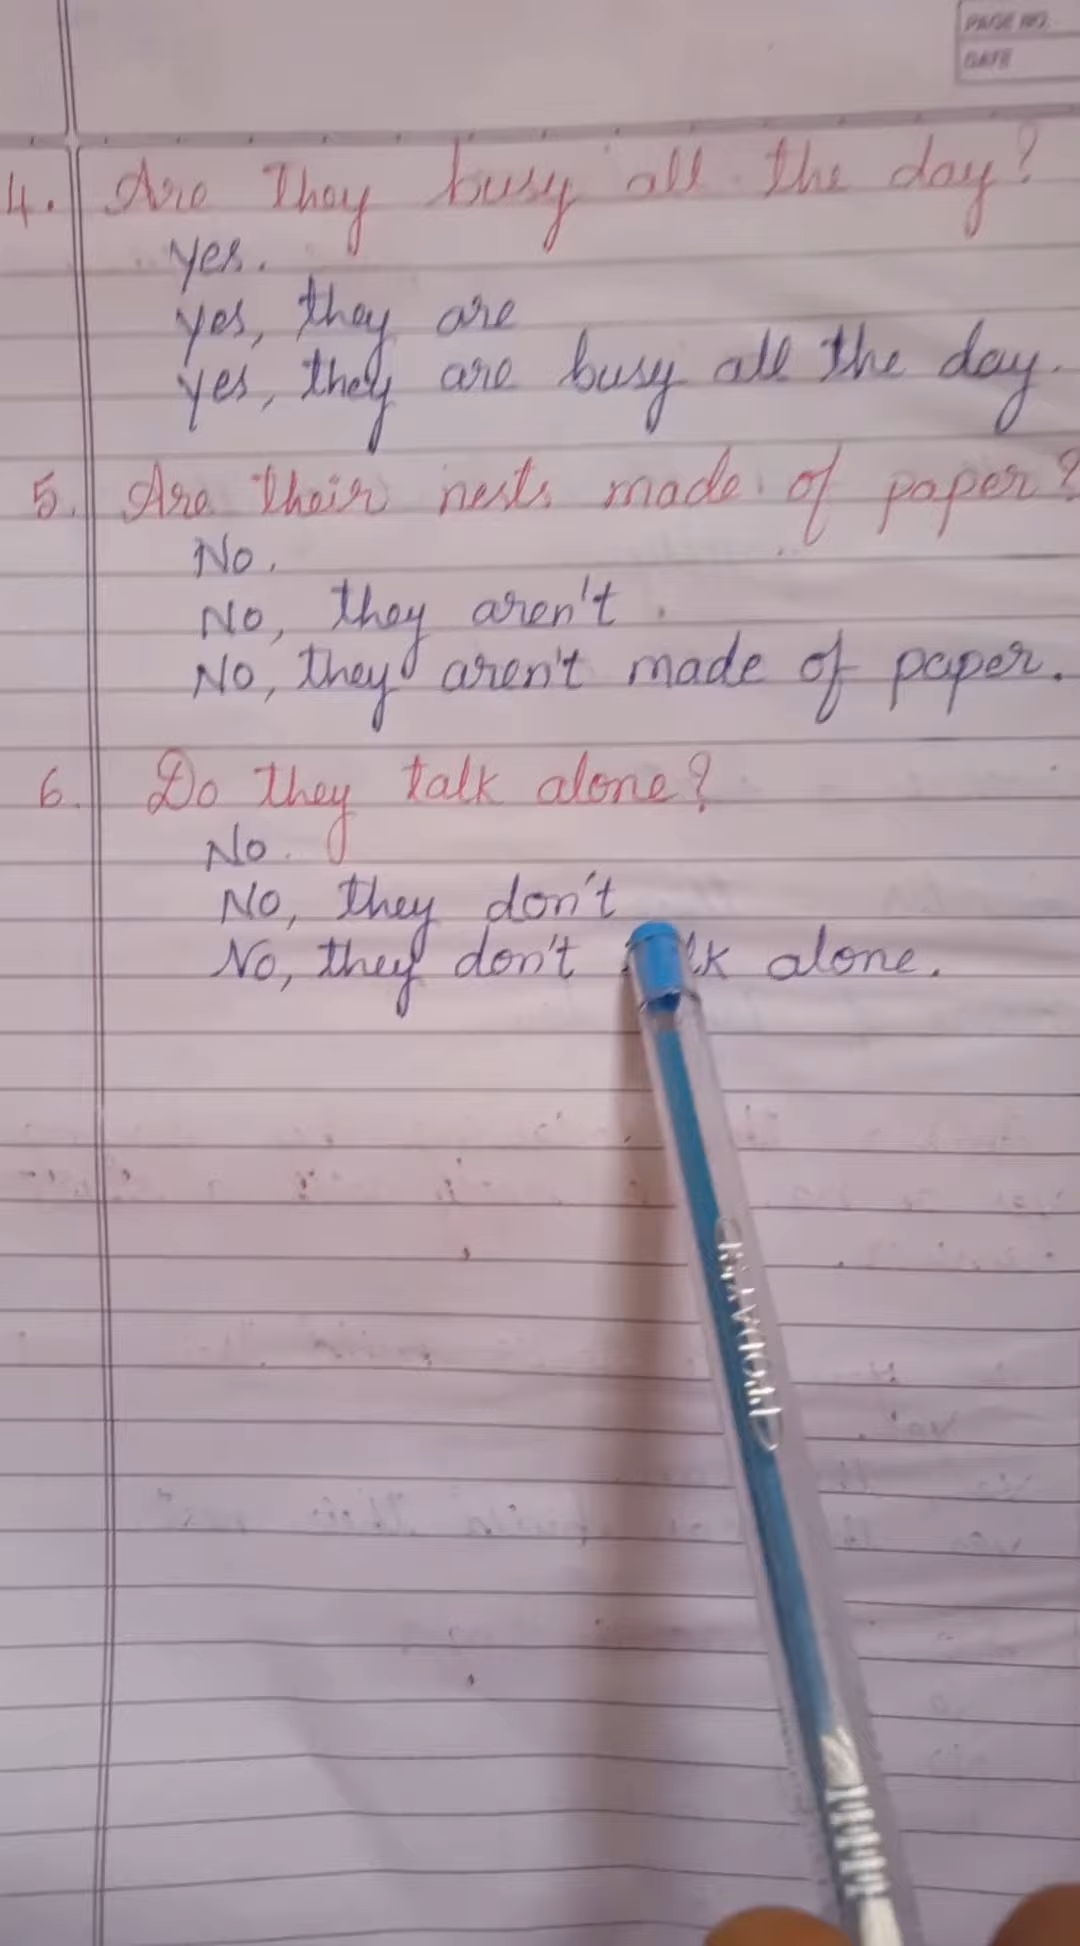 PAGE NO.
DATE
4. Are They busy all the day?
yes.
yes, they are
yes, they are busy all the day.
5. Are their nests made of paper?
No.
No, they aren't.
No, they aren't made of paper.
6. Do they talk alone?
No.
No, they don't
No, they don't alone.